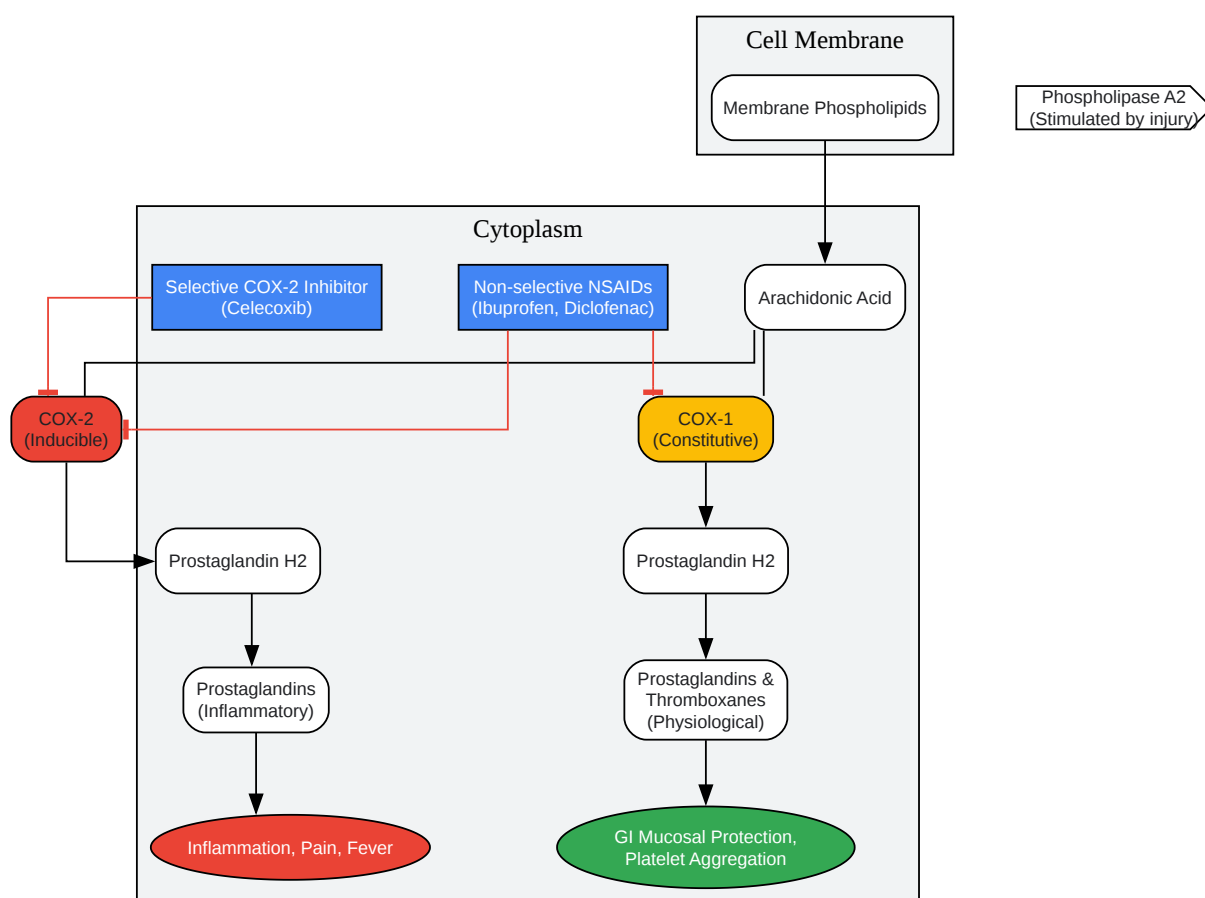 Cell Membrane
Membrane Phospholipids
Phospholipase A2
(Stimulated by injury)
Cytoplasm
Selective COX-2 Inhibitor
(Celecoxib)
Non-selective NSAIDs
(Ibuprofen, Diclofenac)
Arachidonic Acid
COX-2
(Inducible)
COX-1
(Constitutive)
Prostaglandin H2
Prostaglandin H2
Prostaglandins
(Inflammatory)
Prostaglandins &
Thromboxanes
(Physiological)
Inflammation, Pain, Fever
GI Mucosal Protection,
Platelet Aggregation